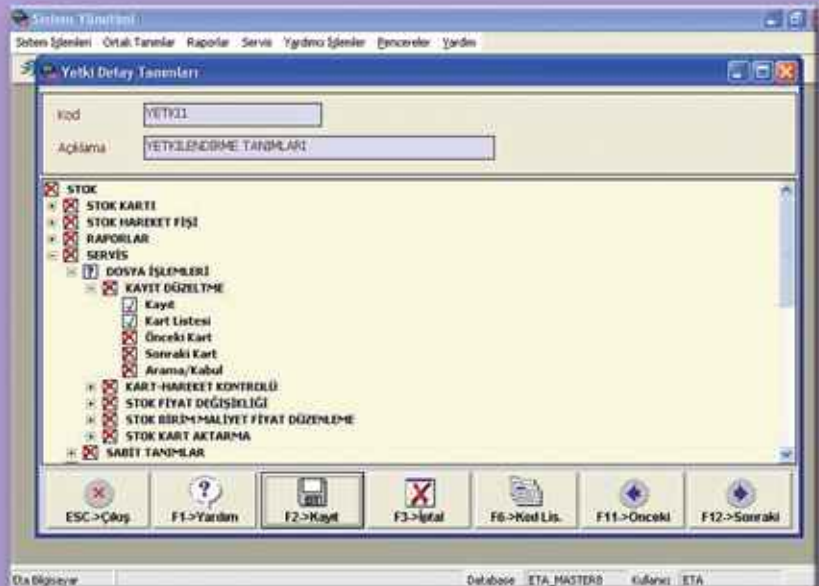 Sistem Yönetimi
Sistem İşlemleri Ortak Tanımlar Raporlar Servis Yardımcı İşlemler Pencereler Yardım
Yetki Detay Tanımları
Kod YETKI1
Açıklama YETKILENDIRME TANIMLARI
STOK
STOK KARTI
STOK HAREKET FİŞİ
RAPORLAR
SERVİS
DOSYA İŞLEMLERİ
KAYIT DÜZELTME
Kayıt
Kart Listesi
Önceki Kart
Sonraki Kart
Arama/Kabul
KART-HAREKET KONTROLÜ
STOK FİYAT DEĞİŞİKLİĞİ
STOK BİRİM MALİYET FİYAT DÜZENLEME
STOK KART AKTARMA
SABİT TANIMLAR
ESC->Çıkış F1->Yardım F2->Kayıt F3->İptal F6->Kod Lis. F11->Önceki F12->Sonraki
Eta Bilgisayar Database ETA_MASTER8 Kullanıcı ETA